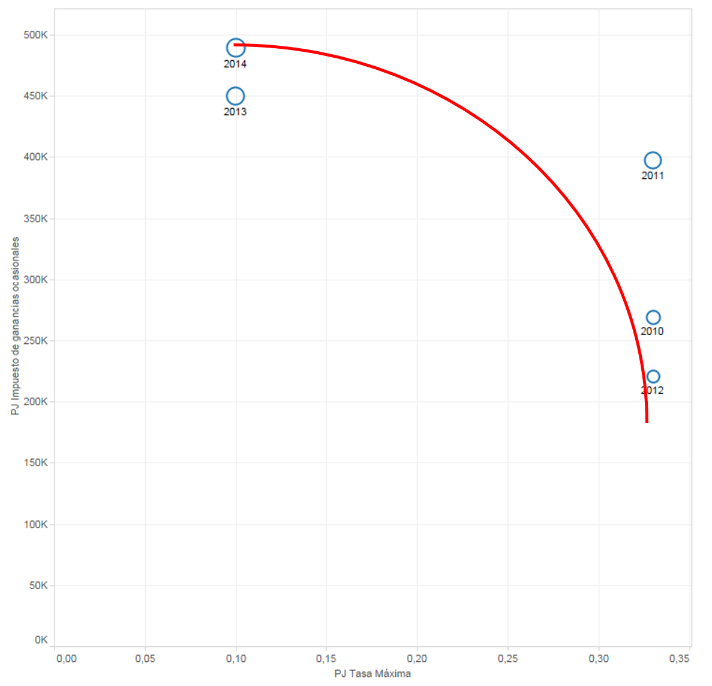 500K
2014
450K
2013
400K
2011
350K
300K
2010
250K
2012
200K
150K
100K
50K
0K
PJ Impuesto de ganancias ocasionales
0,00 0,05 0,10 0,15 0,20 0,25 0,30 0,35
PJ Tasa Máxima